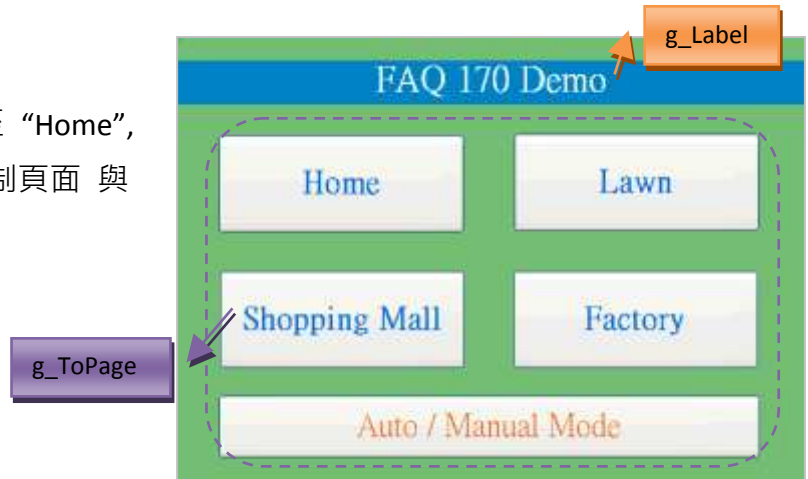 g_Label
FAQ 170 Demo
"Home",
制頁面 與
Home
Lawn
Shopping Mall
Factory
g_ToPage
Auto / Manual Mode